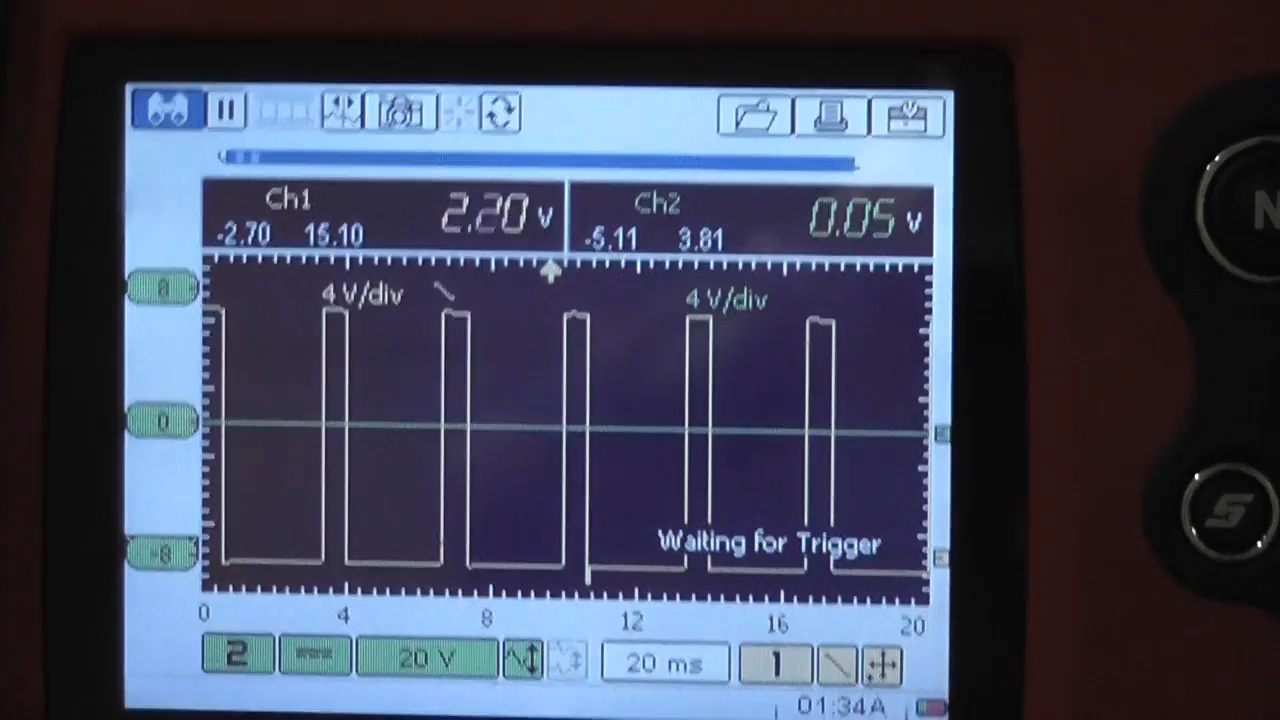 Ch1 2.20 V Ch2 0.05 V
-2.70 15.10 -5.11 3.81
8
4 V/div 4 V/div
0
-8
Waiting for Trigger
0 4 8 12 16 20
2 20 V 20 ms 1
01:34A
N
S